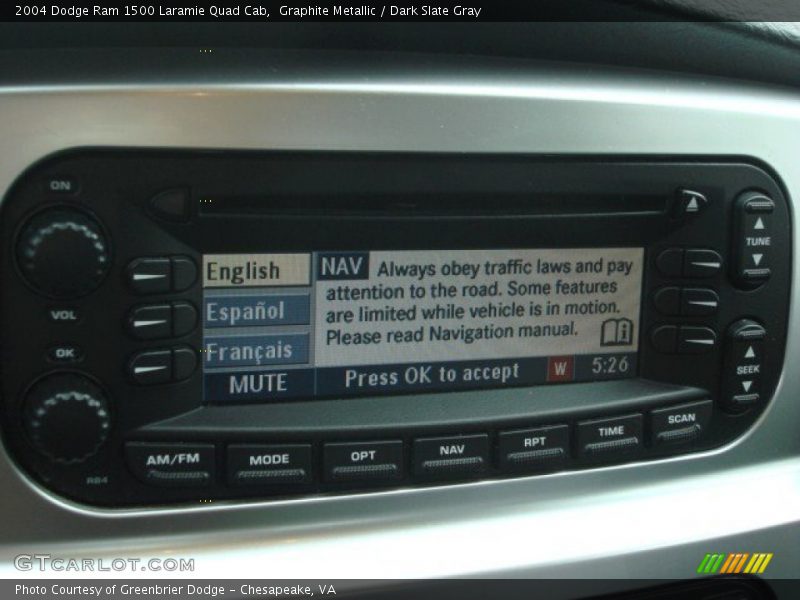 2004 Dodge Ram 1500 Laramie Quad Cab,  Graphite Metallic / Dark Slate Gray
ON
VOL
OK
RB4
TUNE
SEEK
English
Español
Français
MUTE
NAV Always obey traffic laws and pay
attention to the road. Some features
are limited while vehicle is in motion.
Please read Navigation manual.
Press OK to accept
W
5:26
AM/FM
MODE
OPT
NAV
RPT
TIME
SCAN
GTCARLOT.COM
Photo Courtesy of Greenbrier Dodge - Chesapeake, VA